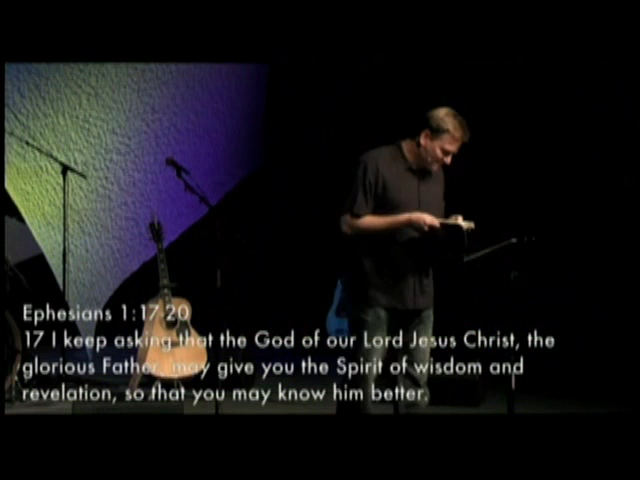 Ephesians 1:17-20
17 I keep asking that the God of our Lord Jesus Christ, the
glorious Father, may give you the Spirit of wisdom and
revelation, so that you may know him better.